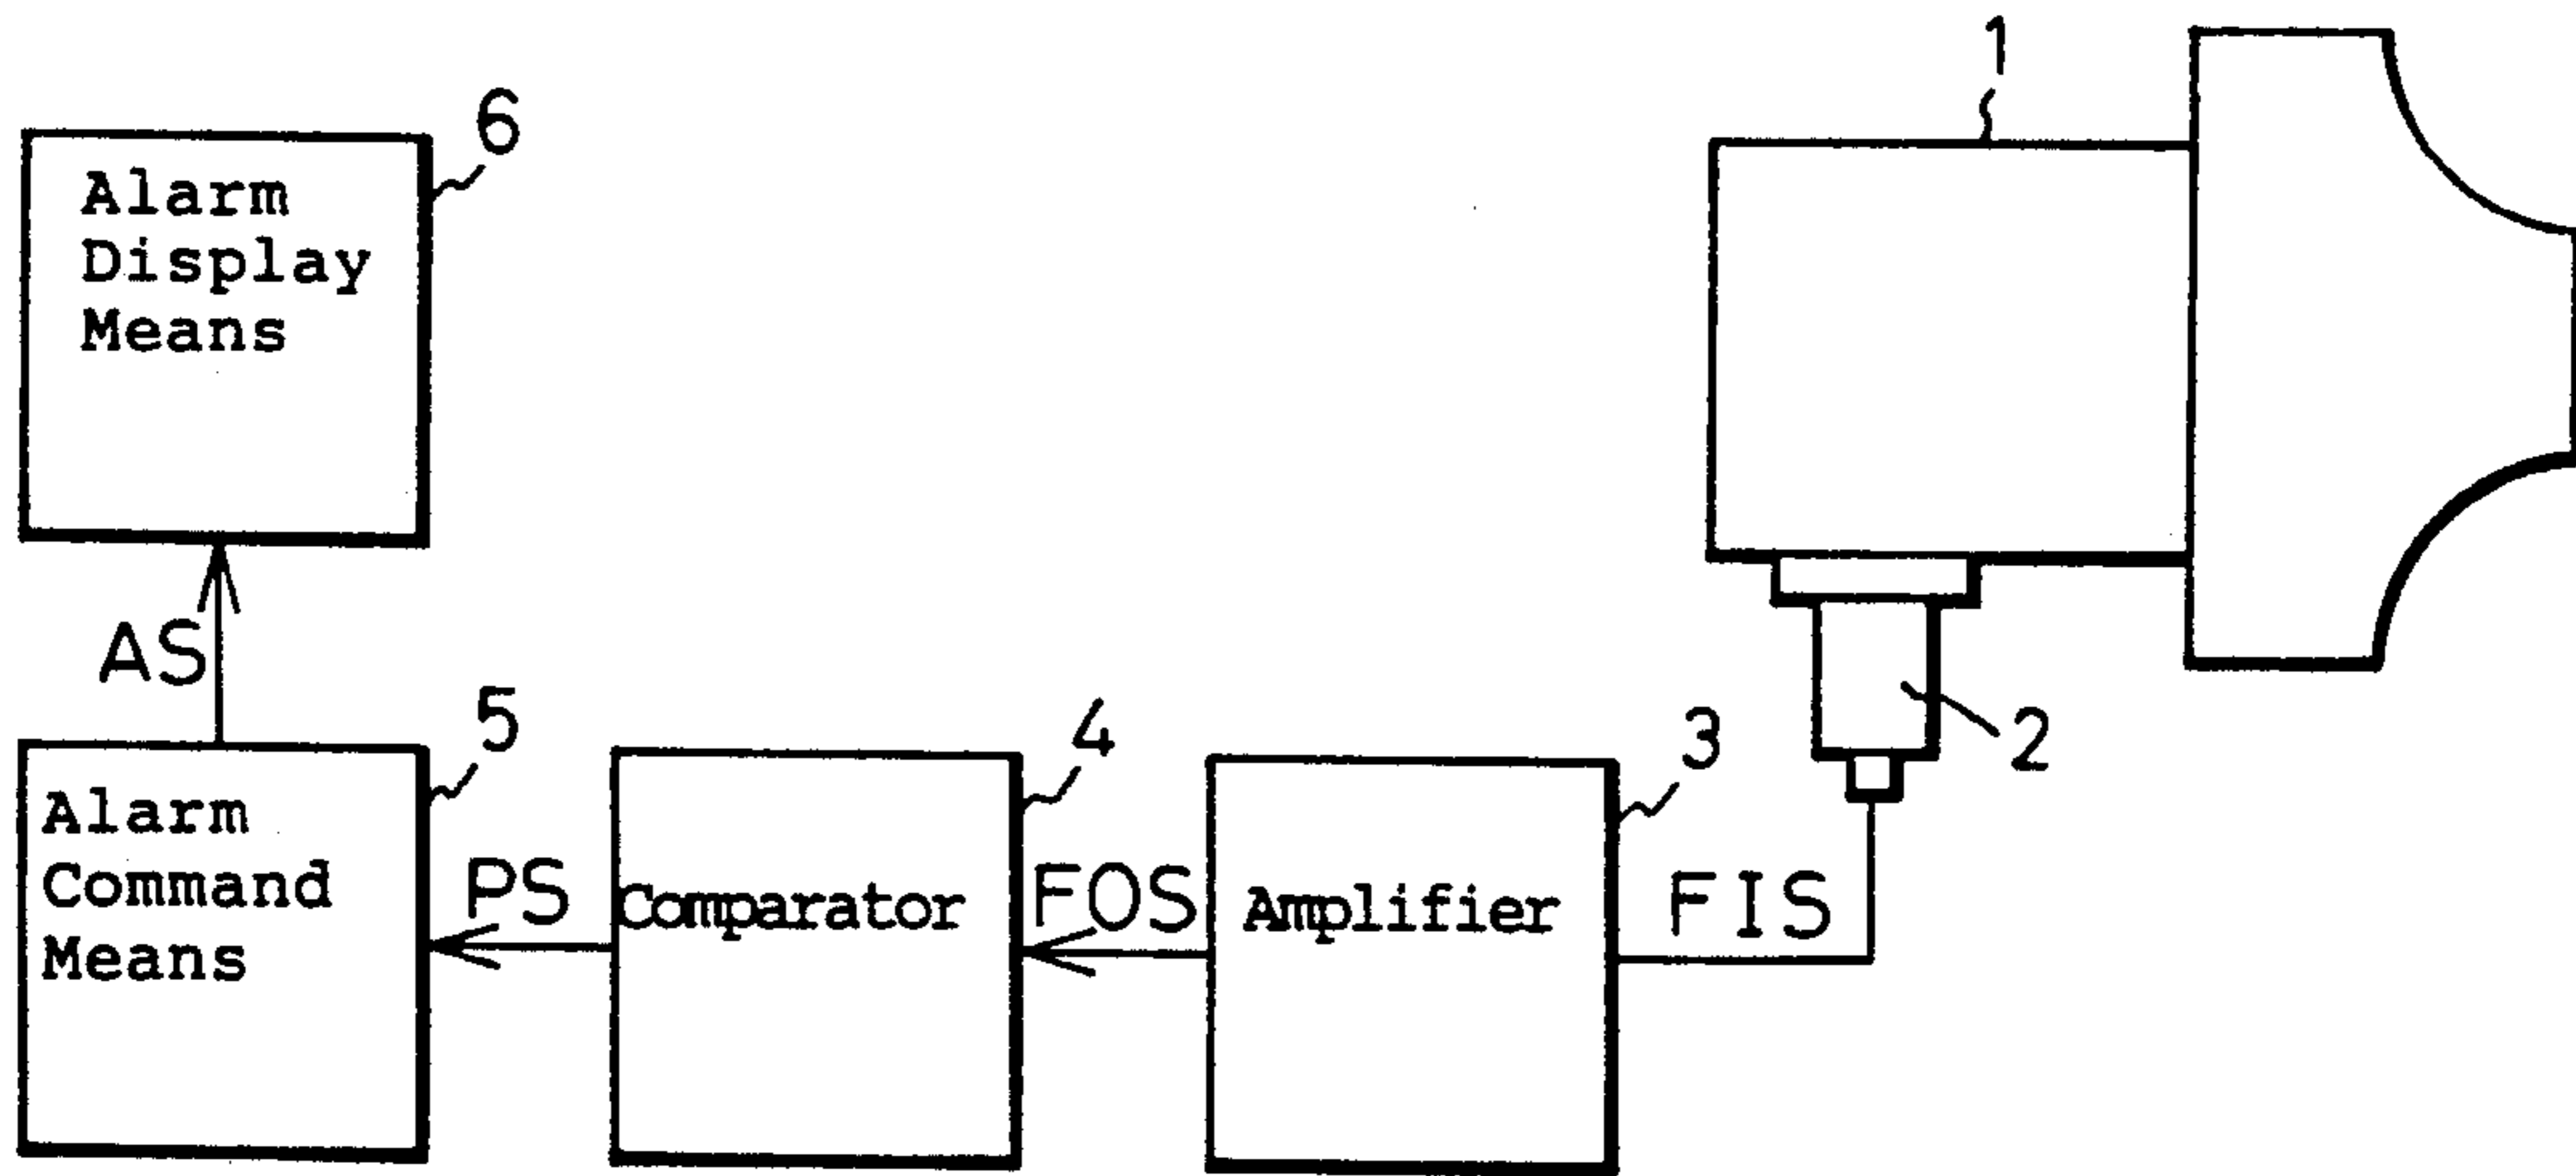 1
6
Alarm
Display
Means
AS
5
4
3
2
Alarm
Command
Means
PS
Comparator
FOS
Amplifier
FIS